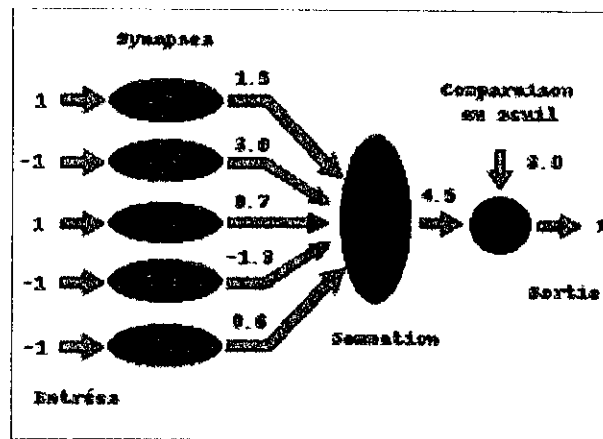 Synapses
1
1.5
Comparaison
au seuil
-1
3.0
1
0.7
4.5
1
-1
-1.3
Sortie
-1
0.6
Sommation
Entrées